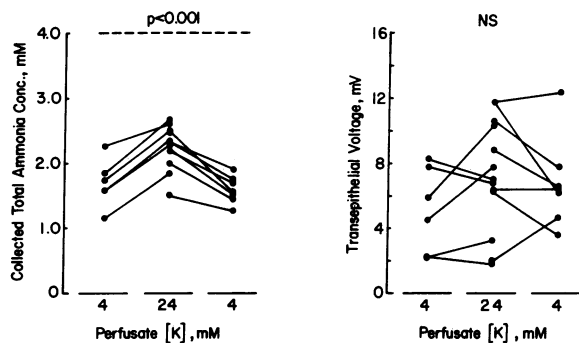 p<0.001
Collected Total Ammonia Conc., mM
4.0
3.0
2.0
1.0
0
4
24
4
Perfusate [K], mM
NS
Transepithelial Voltage, mV
16
12
8
4
0
4
24
4
Perfusate [K], mM